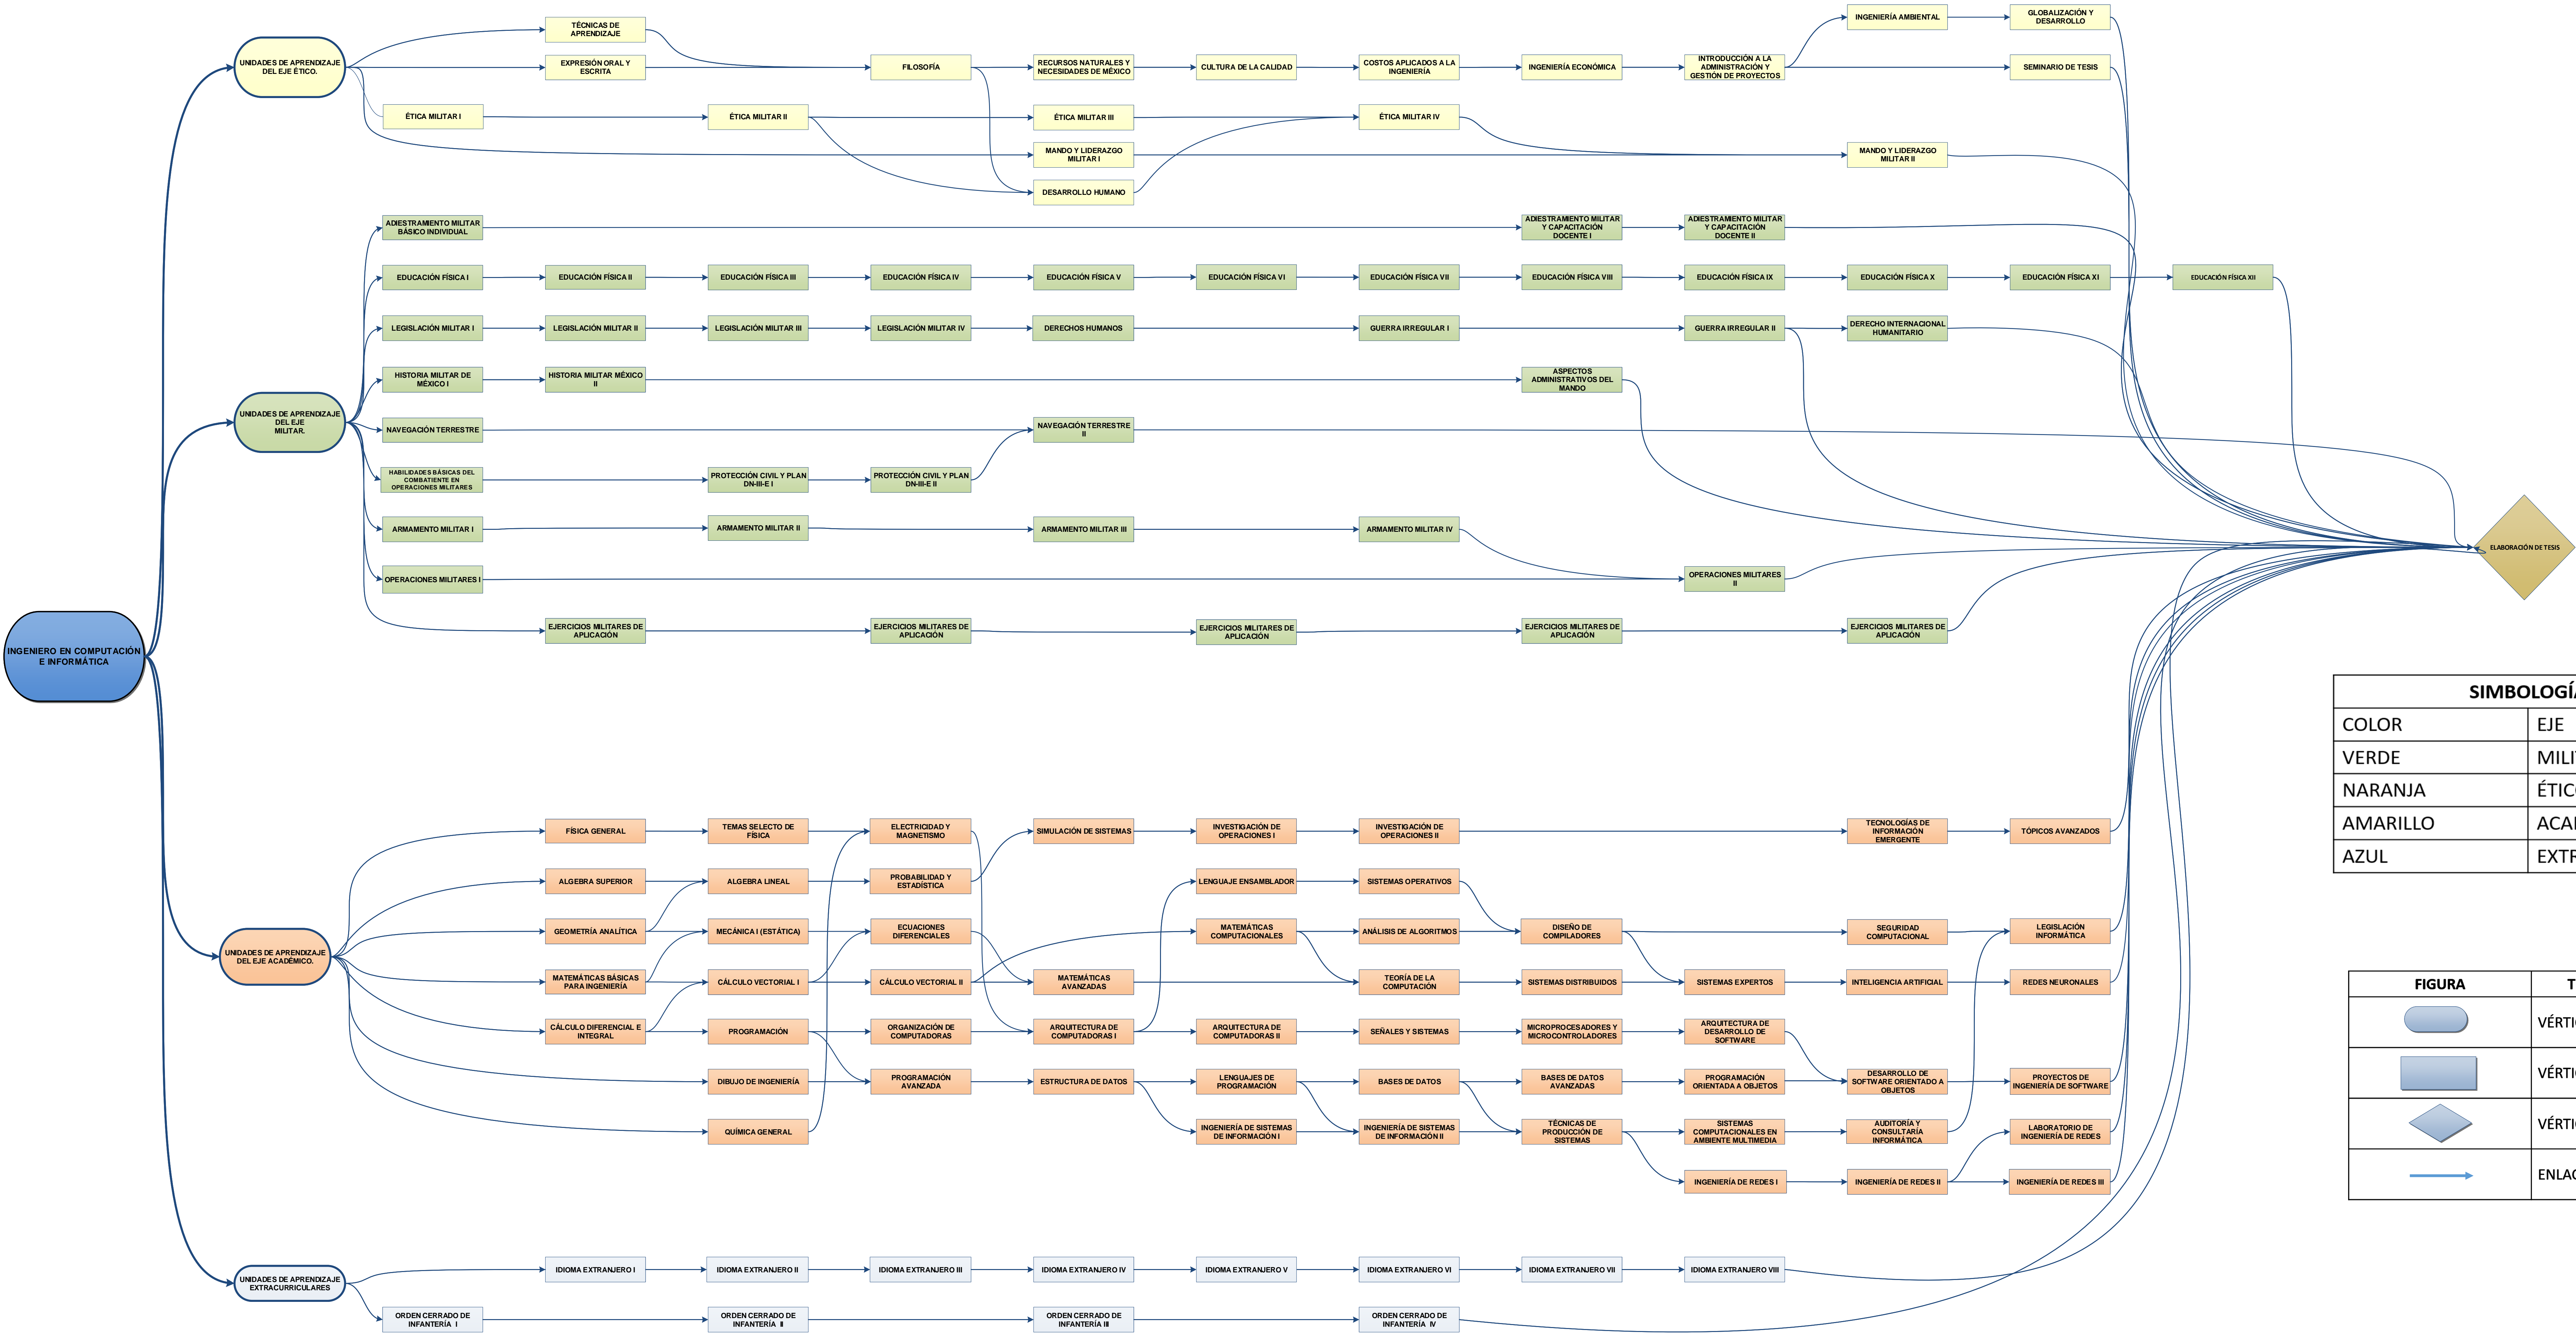 INGENIERO EN COMPUTACIÓN
E INFORMÁTICA
UNIDADES DE APRENDIZAJE
DEL EJE ÉTICO.
TÉCNICAS DE
APRENDIZAJE
INGENIERÍA AMBIENTAL
GLOBALIZACIÓN Y
DESARROLLO
EXPRESIÓN ORAL Y
ESCRITA
FILOSOFÍA
RECURSOS NATURALES Y
NECESIDADES DE MÉXICO
CULTURA DE LA CALIDAD
COSTOS APLICADOS A LA
INGENIERÍA
INGENIERÍA ECONÓMICA
INTRODUCCIÓN A LA
ADMINISTRACIÓN Y
GESTIÓN DE PROYECTOS
SEMINARIO DE TESIS
ÉTICA MILITAR I
ÉTICA MILITAR II
ÉTICA MILITAR III
ÉTICA MILITAR IV
MANDO Y LIDERAZGO
MILITAR I
MANDO Y LIDERAZGO
MILITAR II
DESARROLLO HUMANO
UNIDADES DE APRENDIZAJE
DEL EJE
MILITAR.
ADIESTRAMIENTO MILITAR
BÁSICO INDIVIDUAL
ADIESTRAMIENTO MILITAR
Y CAPACITACIÓN
DOCENTE I
ADIESTRAMIENTO MILITAR
Y CAPACITACIÓN
DOCENTE II
EDUCACIÓN FÍSICA I
EDUCACIÓN FÍSICA II
EDUCACIÓN FÍSICA III
EDUCACIÓN FÍSICA IV
EDUCACIÓN FÍSICA V
EDUCACIÓN FÍSICA VI
EDUCACIÓN FÍSICA VII
EDUCACIÓN FÍSICA VIII
EDUCACIÓN FÍSICA IX
EDUCACIÓN FÍSICA X
EDUCACIÓN FÍSICA XI
EDUCACIÓN FÍSICA XII
LEGISLACIÓN MILITAR I
LEGISLACIÓN MILITAR II
LEGISLACIÓN MILITAR III
LEGISLACIÓN MILITAR IV
DERECHOS HUMANOS
GUERRA IRREGULAR I
GUERRA IRREGULAR II
DERECHO INTERNACIONAL
HUMANITARIO
HISTORIA MILITAR DE
MÉXICO I
HISTORIA MILITAR MÉXICO
II
ASPECTOS
ADMINISTRATIVOS DEL
MANDO
NAVEGACIÓN TERRESTRE
NAVEGACIÓN TERRESTRE
II
HABILIDADES BÁSICAS DEL
COMBATIENTE EN
OPERACIONES MILITARES
PROTECCIÓN CIVIL Y PLAN
DN-III-E I
PROTECCIÓN CIVIL Y PLAN
DN-III-E II
ARMAMENTO MILITAR I
ARMAMENTO MILITAR II
ARMAMENTO MILITAR III
ARMAMENTO MILITAR IV
OPERACIONES MILITARES I
OPERACIONES MILITARES
II
EJERCICIOS MILITARES DE
APLICACIÓN
EJERCICIOS MILITARES DE
APLICACIÓN
EJERCICIOS MILITARES DE
APLICACIÓN
EJERCICIOS MILITARES DE
APLICACIÓN
EJERCICIOS MILITARES DE
APLICACIÓN
ELABORACIÓN DE TESIS
UNIDADES DE APRENDIZAJE
DEL EJE ACADÉMICO.
FÍSICA GENERAL
TEMAS SELECTO DE
FÍSICA
ELECTRICIDAD Y
MAGNETISMO
SIMULACIÓN DE SISTEMAS
INVESTIGACIÓN DE
OPERACIONES I
INVESTIGACIÓN DE
OPERACIONES II
TECNOLOGÍAS DE
INFORMACIÓN
EMERGENTE
TÓPICOS AVANZADOS
ALGEBRA SUPERIOR
ALGEBRA LINEAL
PROBABILIDAD Y
ESTADÍSTICA
LENGUAJE ENSAMBLADOR
SISTEMAS OPERATIVOS
GEOMETRÍA ANALÍTICA
MECÁNICA I (ESTÁTICA)
ECUACIONES
DIFERENCIALES
MATEMÁTICAS
COMPUTACIONALES
ANÁLISIS DE ALGORITMOS
DISEÑO DE
COMPILADORES
SEGURIDAD
COMPUTACIONAL
LEGISLACIÓN
INFORMÁTICA
MATEMÁTICAS BÁSICAS
PARA INGENIERÍA
CÁLCULO VECTORIAL I
CÁLCULO VECTORIAL II
MATEMÁTICAS
AVANZADAS
TEORÍA DE LA
COMPUTACIÓN
SISTEMAS DISTRIBUIDOS
SISTEMAS EXPERTOS
INTELIGENCIA ARTIFICIAL
REDES NEURONALES
CÁLCULO DIFERENCIAL E
INTEGRAL
PROGRAMACIÓN
ORGANIZACIÓN DE
COMPUTADORAS
ARQUITECTURA DE
COMPUTADORAS I
ARQUITECTURA DE
COMPUTADORAS II
SEÑALES Y SISTEMAS
MICROPROCESADORES Y
MICROCONTROLADORES
ARQUITECTURA DE
DESARROLLO DE
SOFTWARE
DIBUJO DE INGENIERÍA
PROGRAMACIÓN
AVANZADA
ESTRUCTURA DE DATOS
LENGUAJES DE
PROGRAMACIÓN
BASES DE DATOS
BASES DE DATOS
AVANZADAS
PROGRAMACIÓN
ORIENTADA A OBJETOS
DESARROLLO DE
SOFTWARE ORIENTADO A
OBJETOS
PROYECTOS DE
INGENIERÍA DE SOFTWARE
QUÍMICA GENERAL
INGENIERÍA DE SISTEMAS
DE INFORMACIÓN I
INGENIERÍA DE SISTEMAS
DE INFORMACIÓN II
TÉCNICAS DE
PRODUCCIÓN DE
SISTEMAS
SISTEMAS
COMPUTACIONALES EN
AMBIENTE MULTIMEDIA
AUDITORÍA Y
CONSULTARÍA
INFORMÁTICA
LABORATORIO DE
INGENIERÍA DE REDES
INGENIERÍA DE REDES I
INGENIERÍA DE REDES II
INGENIERÍA DE REDES III
UNIDADES DE APRENDIZAJE
EXTRACURRICULARES
IDIOMA EXTRANJERO I
IDIOMA EXTRANJERO II
IDIOMA EXTRANJERO III
IDIOMA EXTRANJERO IV
IDIOMA EXTRANJERO V
IDIOMA EXTRANJERO VI
IDIOMA EXTRANJERO VII
IDIOMA EXTRANJERO VIII
ORDEN CERRADO DE
INFANTERÍA I
ORDEN CERRADO DE
INFANTERÍA II
ORDEN CERRADO DE
INFANTERÍA III
ORDEN CERRADO DE
INFANTERÍA IV
SIMBOLOGÍ
COLOR EJE
VERDE MILI
NARANJA ÉTIC
AMARILLO ACA
AZUL EXTR
FIGURA T
VÉRTI
VÉRTI
VÉRTI
ENLA